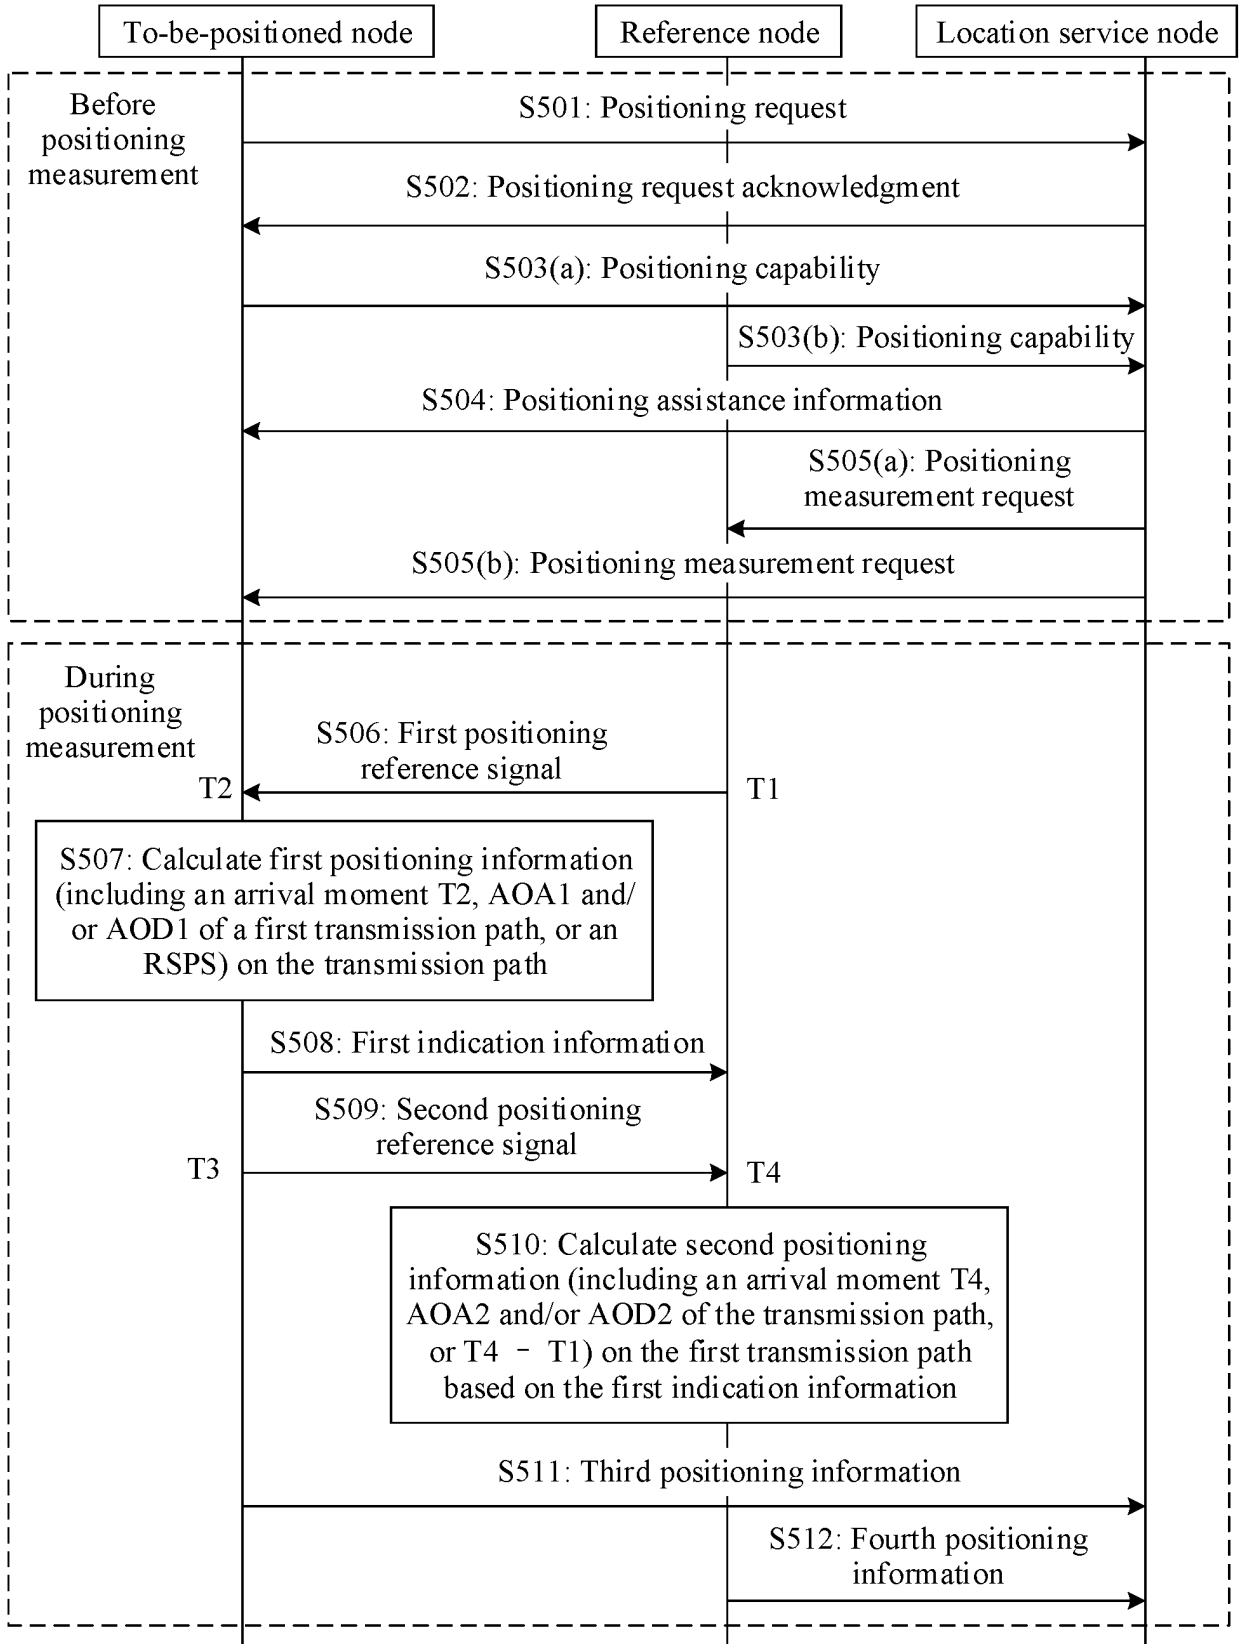 To-be-positioned node
Reference node
Location service node
Before
positioning
measurement
S501: Positioning request
S502: Positioning request acknowledgment
S503(a): Positioning capability
S503(b): Positioning capability
S504: Positioning assistance information
S505(a): Positioning
measurement request
S505(b): Positioning measurement request
During
positioning
measurement
S506: First positioning
reference signal
T2
T1
S507: Calculate first positioning information
(including an arrival moment T2, AOA1 and/
or AOD1 of a first transmission path, or an
RSPS) on the transmission path
S508: First indication information
S509: Second positioning
reference signal
T3
T4
S510: Calculate second positioning
information (including an arrival moment T4,
AOA2 and/or AOD2 of the transmission path,
or T4 – T1) on the first transmission path
based on the first indication information
S511: Third positioning information
S512: Fourth positioning
information